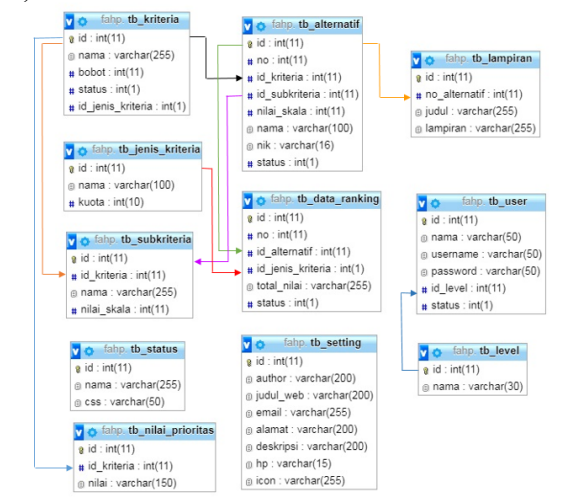 fahp. tb_kriteria
id : int(11)
nama : varchar(255)
bobot : int(11)
status : int(1)
id_jenis_kriteria : int(1)
fahp. tb_jenis_kriteria
id : int(11)
nama : varchar(100)
kuota : int(10)
fahp. tb_subkriteria
id : int(11)
id_kriteria : int(11)
nama : varchar(255)
nilai_skala : int(11)
fahp. tb_status
id : int(11)
nama : varchar(255)
css : varchar(50)
fahp. tb_nilai_prioritas
id : int(11)
id_kriteria : int(11)
nilai : varchar(150)
fahp. tb_alternatif
id : int(11)
no : int(11)
id_kriteria : int(11)
id_subkriteria : int(11)
nilai_skala : int(11)
nama : varchar(100)
nik : varchar(16)
status : int(1)
fahp. tb_data_ranking
id : int(11)
no : int(11)
id_alternatif : int(11)
id_jenis_kriteria : int(1)
total_nilai : varchar(255)
status : int(1)
fahp. tb_setting
id : int(11)
author : varchar(200)
judul_web : varchar(200)
email : varchar(255)
alamat : varchar(200)
deskripsi : varchar(200)
hp : varchar(15)
icon : varchar(255)
fahp. tb_lampiran
id : int(11)
no_alternatif : int(11)
judul : varchar(255)
lampiran : varchar(255)
fahp. tb_user
id : int(11)
nama : varchar(50)
username : varchar(50)
password : varchar(50)
id_level : int(11)
status : int(1)
fahp. tb_level
id : int(11)
nama : varchar(30)